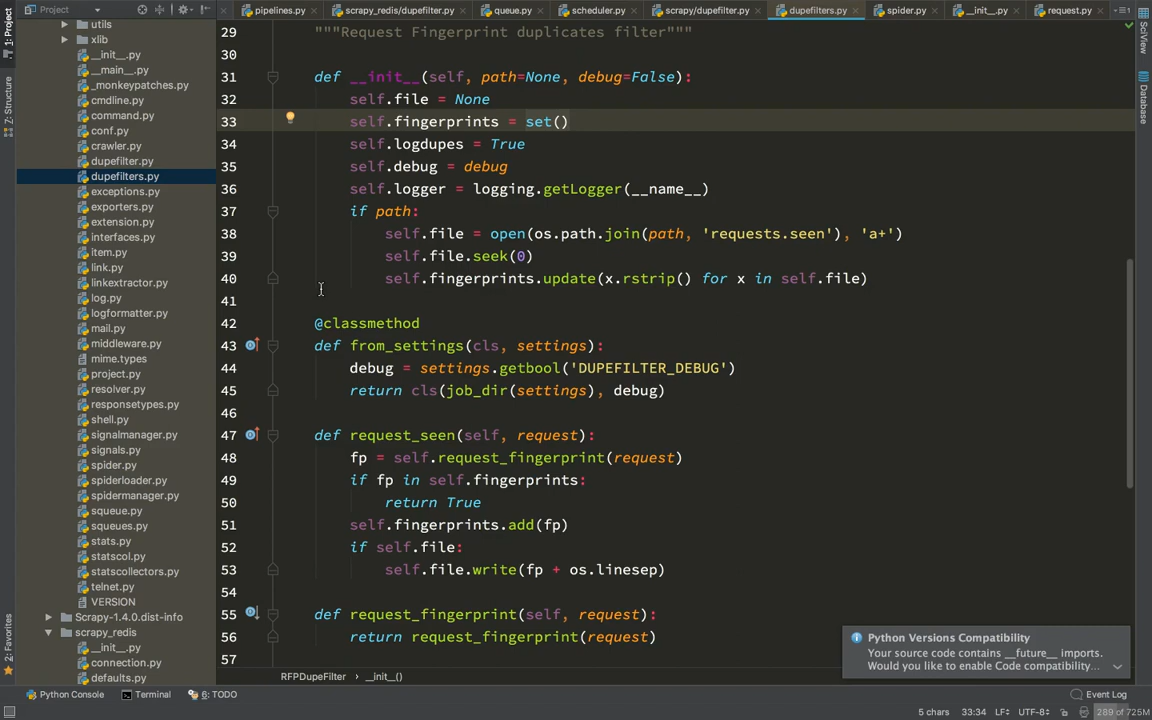 1: Project
Project
pipelines.py
scrapy_redis/dupefilter.py
queue.py
scheduler.py
scrapy/dupefilter.py
dupefilters.py
spider.py
__init__.py
request.py
utils
xlib
__init__.py
__main__.py
_monkeypatches.py
cmdline.py
command.py
conf.py
crawler.py
dupefilter.py
dupefilters.py
exceptions.py
exporters.py
extension.py
interfaces.py
item.py
link.py
linkextractor.py
log.py
logformatter.py
mail.py
middleware.py
mime.types
project.py
resolver.py
responsetypes.py
shell.py
signalmanager.py
signals.py
spider.py
spiderloader.py
spidermanager.py
squeue.py
squeues.py
stats.py
statscol.py
statscollectors.py
telnet.py
VERSION
Scrapy-1.4.0.dist-info
scrapy_redis
__init__.py
connection.py
defaults.py
7: Structure
2: Favorites
29 """Request Fingerprint duplicates filter"""
30
31 def __init__(self, path=None, debug=False):
32 self.file = None
33 self.fingerprints = set()
34 self.logdupes = True
35 self.debug = debug
36 self.logger = logging.getLogger(__name__)
37 if path:
38 self.file = open(os.path.join(path, 'requests.seen'), 'a+')
39 self.file.seek(0)
40 self.fingerprints.update(x.rstrip() for x in self.file)
41
42 @classmethod
43 def from_settings(cls, settings):
44 debug = settings.getbool('DUPEFILTER_DEBUG')
45 return cls(job_dir(settings), debug)
46
47 def request_seen(self, request):
48 fp = self.request_fingerprint(request)
49 if fp in self.fingerprints:
50 return True
51 self.fingerprints.add(fp)
52 if self.file:
53 self.file.write(fp + os.linesep)
54
55 def request_fingerprint(self, request):
56 return request_fingerprint(request)
57
SciView
Database
Python Versions Compatibility
Your source code contains __future__ imports.
Would you like to enable Code compatibility...
RFPDupeFilter › __init__()
Python Console
Terminal
6: TODO
Event Log
5 chars
33:34
LF
UTF-8
289 of 725M